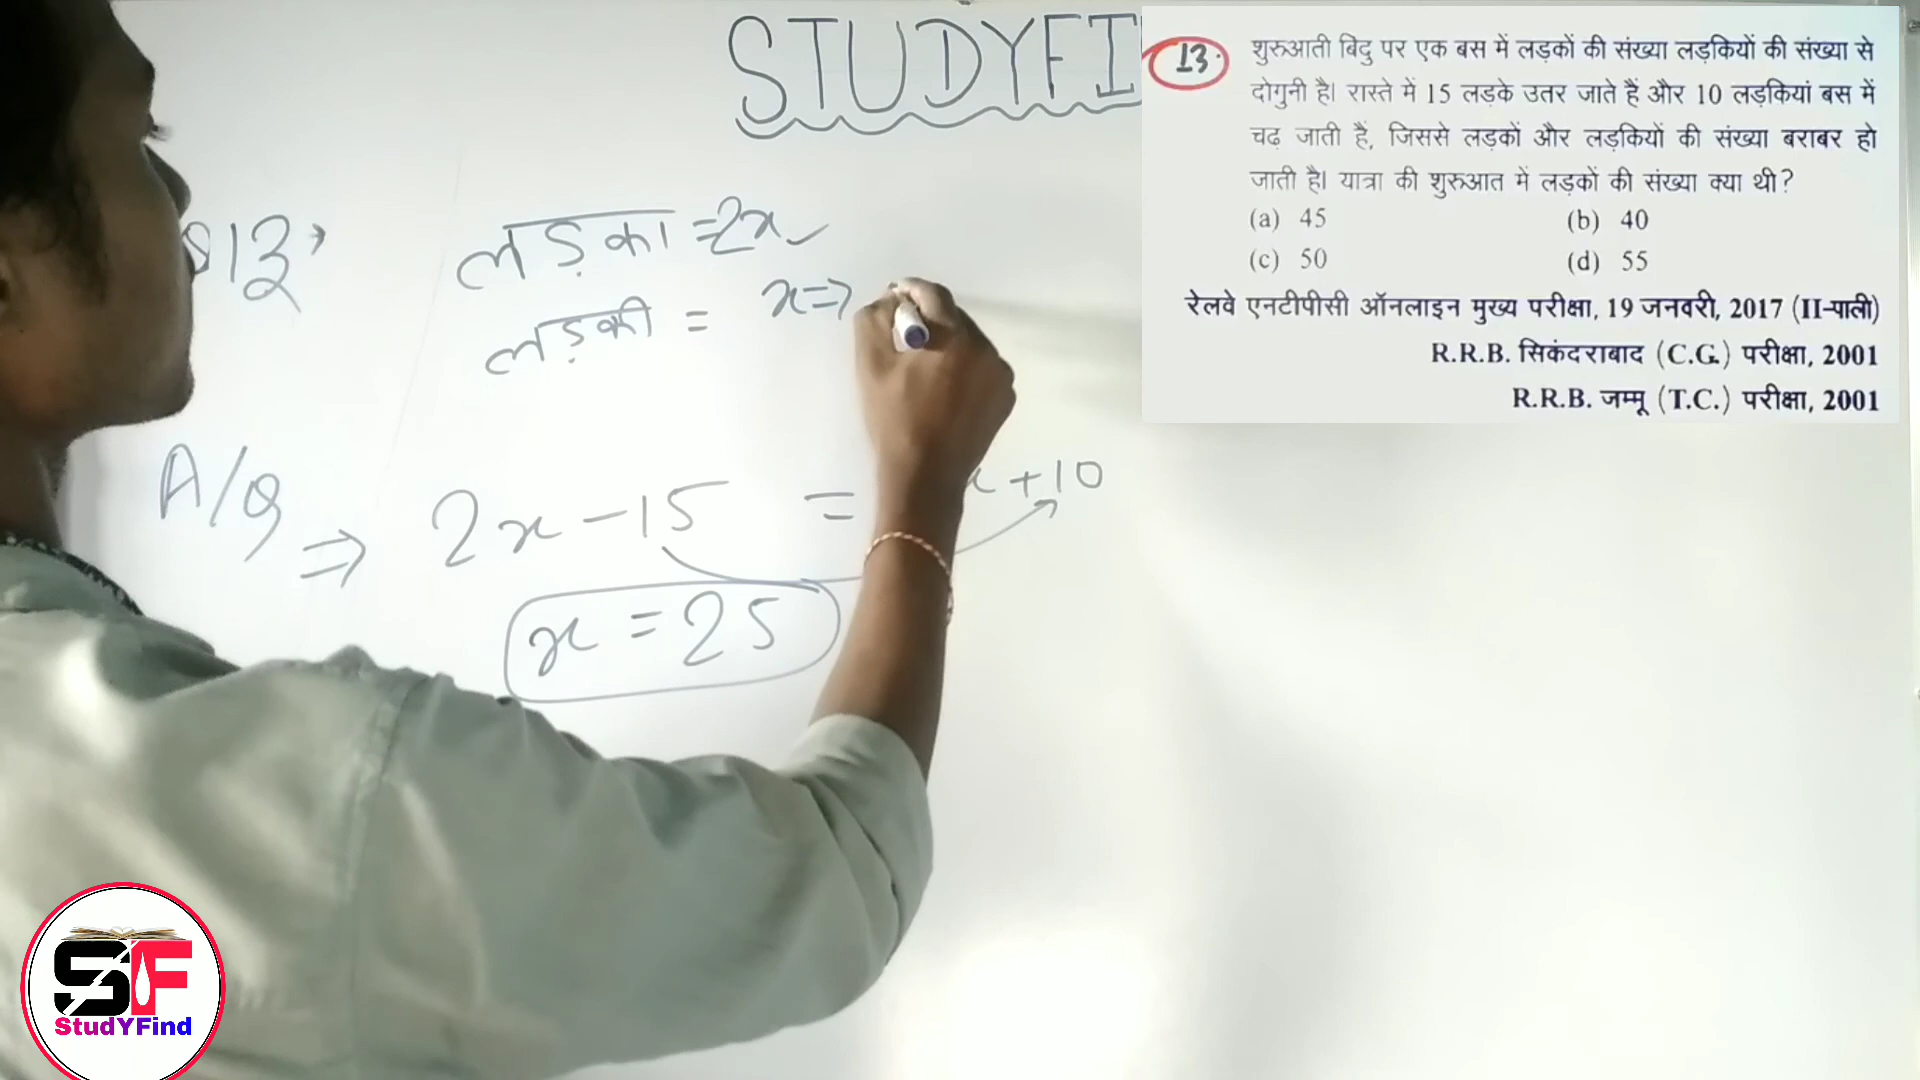 STUDYFI
13.
शुरुआती बिंदु पर एक बस में लड़कों की संख्या लड़कियों की संख्या से
दोगुनी है। रास्ते में 15 लड़के उतर जाते हैं और 10 लड़कियां बस में
चढ़ जाती हैं, जिससे लड़कों और लड़कियों की संख्या बराबर हो
जाती है। यात्रा की शुरुआत में लड़कों की संख्या क्या थी?
(a) 45 (b) 40
(c) 50 (d) 55
रेलवे एनटीपीसी ऑनलाइन मुख्य परीक्षा, 19 जनवरी, 2017 (II-पाली)
R.R.B. सिकंदराबाद (C.G.) परीक्षा, 2001
R.R.B. जम्मू (T.C.) परीक्षा, 2001
लड़का = 2x
लड़की = x ⇒
A/Q
⇒ 2x - 15 = x + 10
x = 25
SF
StudYFind